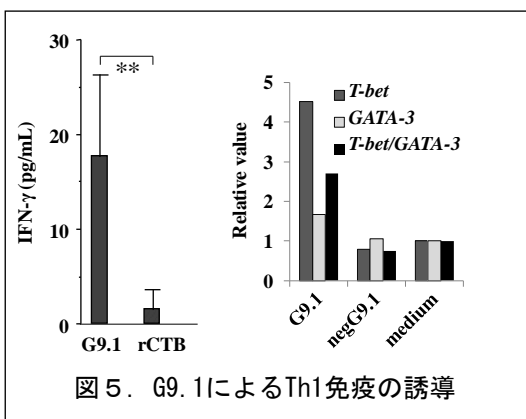 30
20
10
0
IFN-γ (pg/mL)
**
G9.1 rCTB
5
4
3
2
1
0
Relative value
T-bet
GATA-3
T-bet/GATA-3
G9.1
negG9.1
medium
図５．G9.1によるTh1免疫の誘導